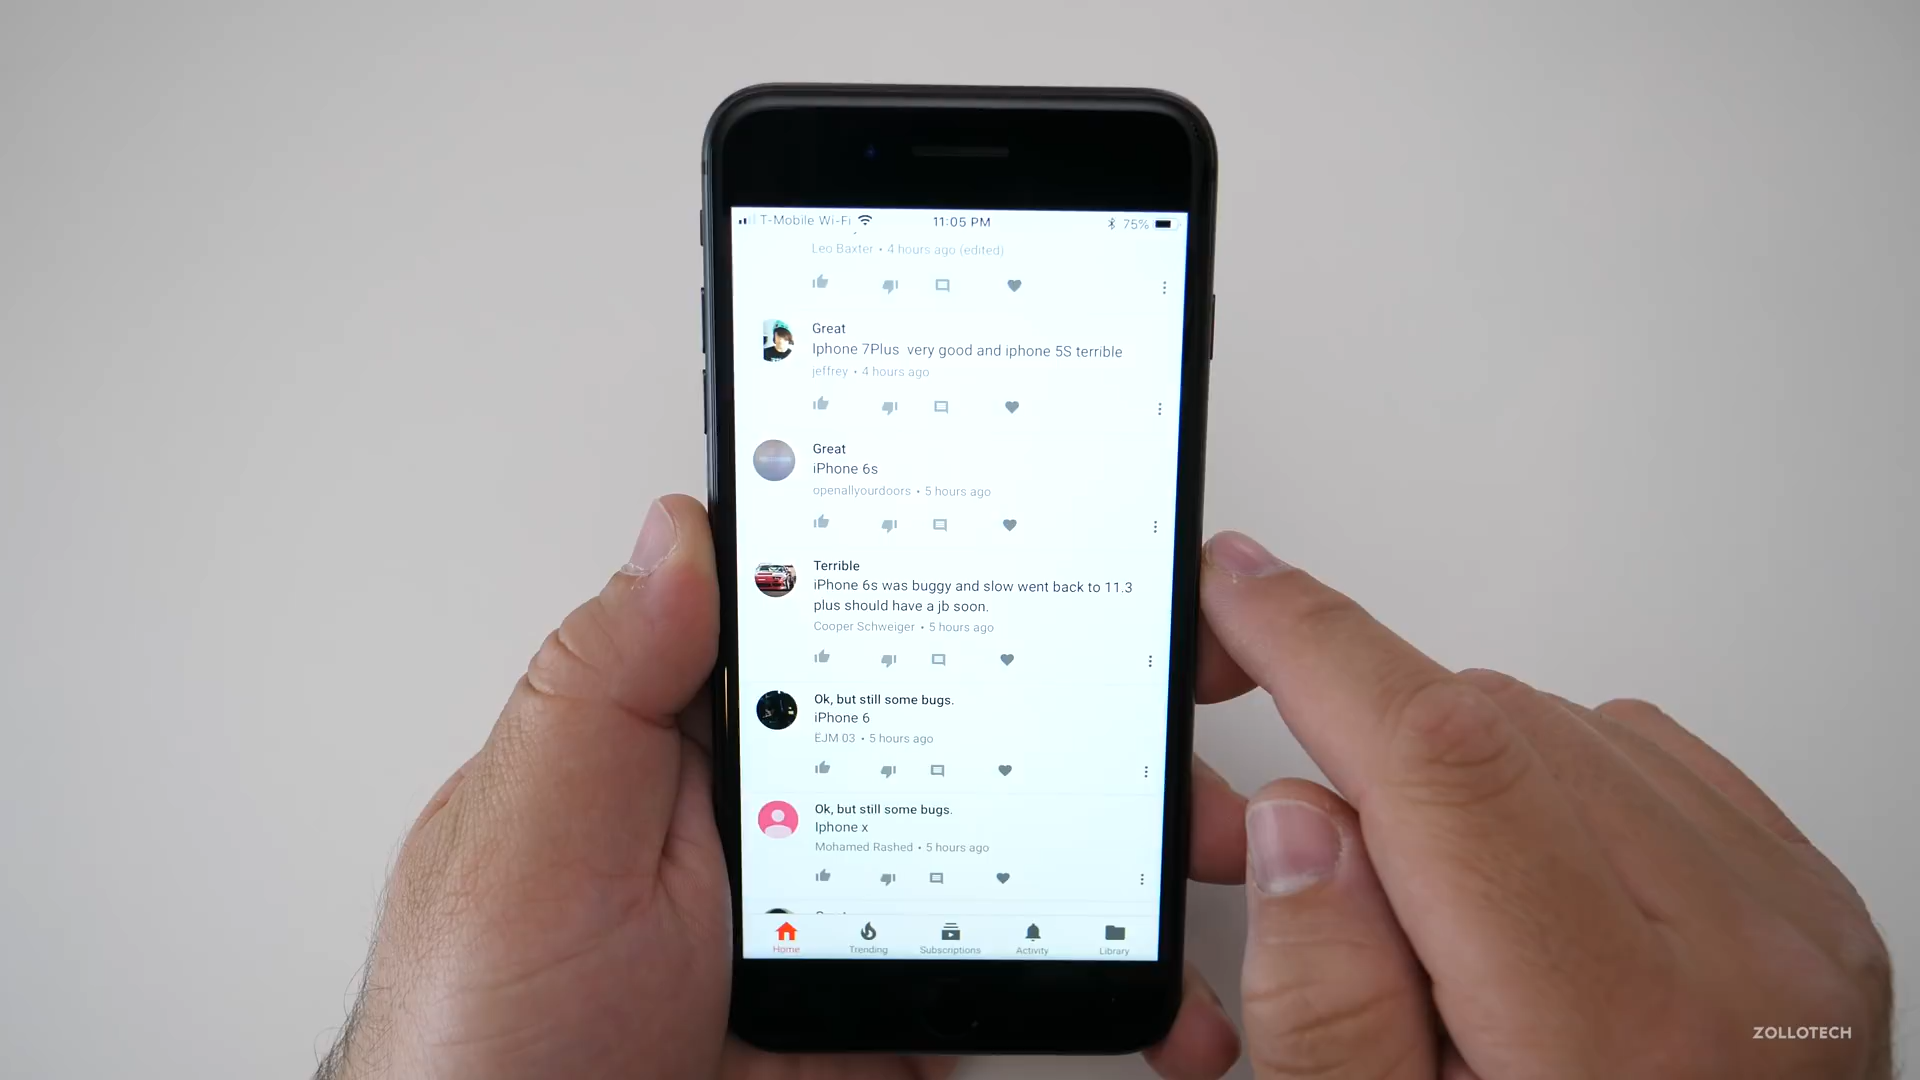 T-Mobile Wi-Fi 11:05 PM 75%
Leo Baxter • 4 hours ago (edited)
Great
Iphone 7Plus very good and iphone 5S terrible
jeffrey • 4 hours ago
Great
iPhone 6s
openallyourdoors • 5 hours ago
Terrible
iPhone 6s was buggy and slow went back to 11.3
plus should have a jb soon.
Cooper Schweiger • 5 hours ago
Ok, but still some bugs.
iPhone 6
EJM 03 • 5 hours ago
Ok, but still some bugs.
Iphone x
Mohamed Rashed • 5 hours ago
Home Trending Subscriptions Activity Library
ZOLLOTECH